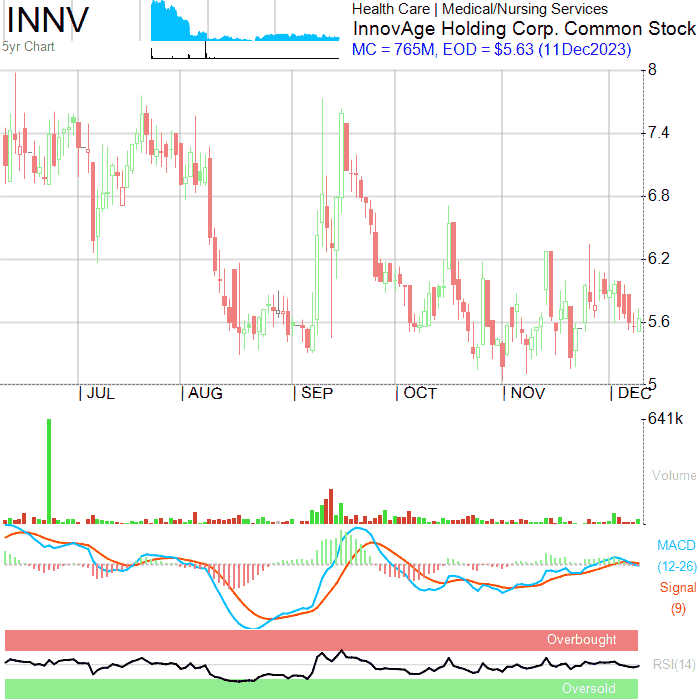 INNV
5yr Chart
Health Care | Medical/Nursing Services
InnovAge Holding Corp. Common Stock
MC = 765M, EOD = $5.63 (11Dec2023)
8
7.4
6.8
6.2
5.6
5
JUL AUG SEP OCT NOV DEC
641k
Volume
MACD
(12-26)
Signal
(9)
Overbought
RSI(14)
Oversold